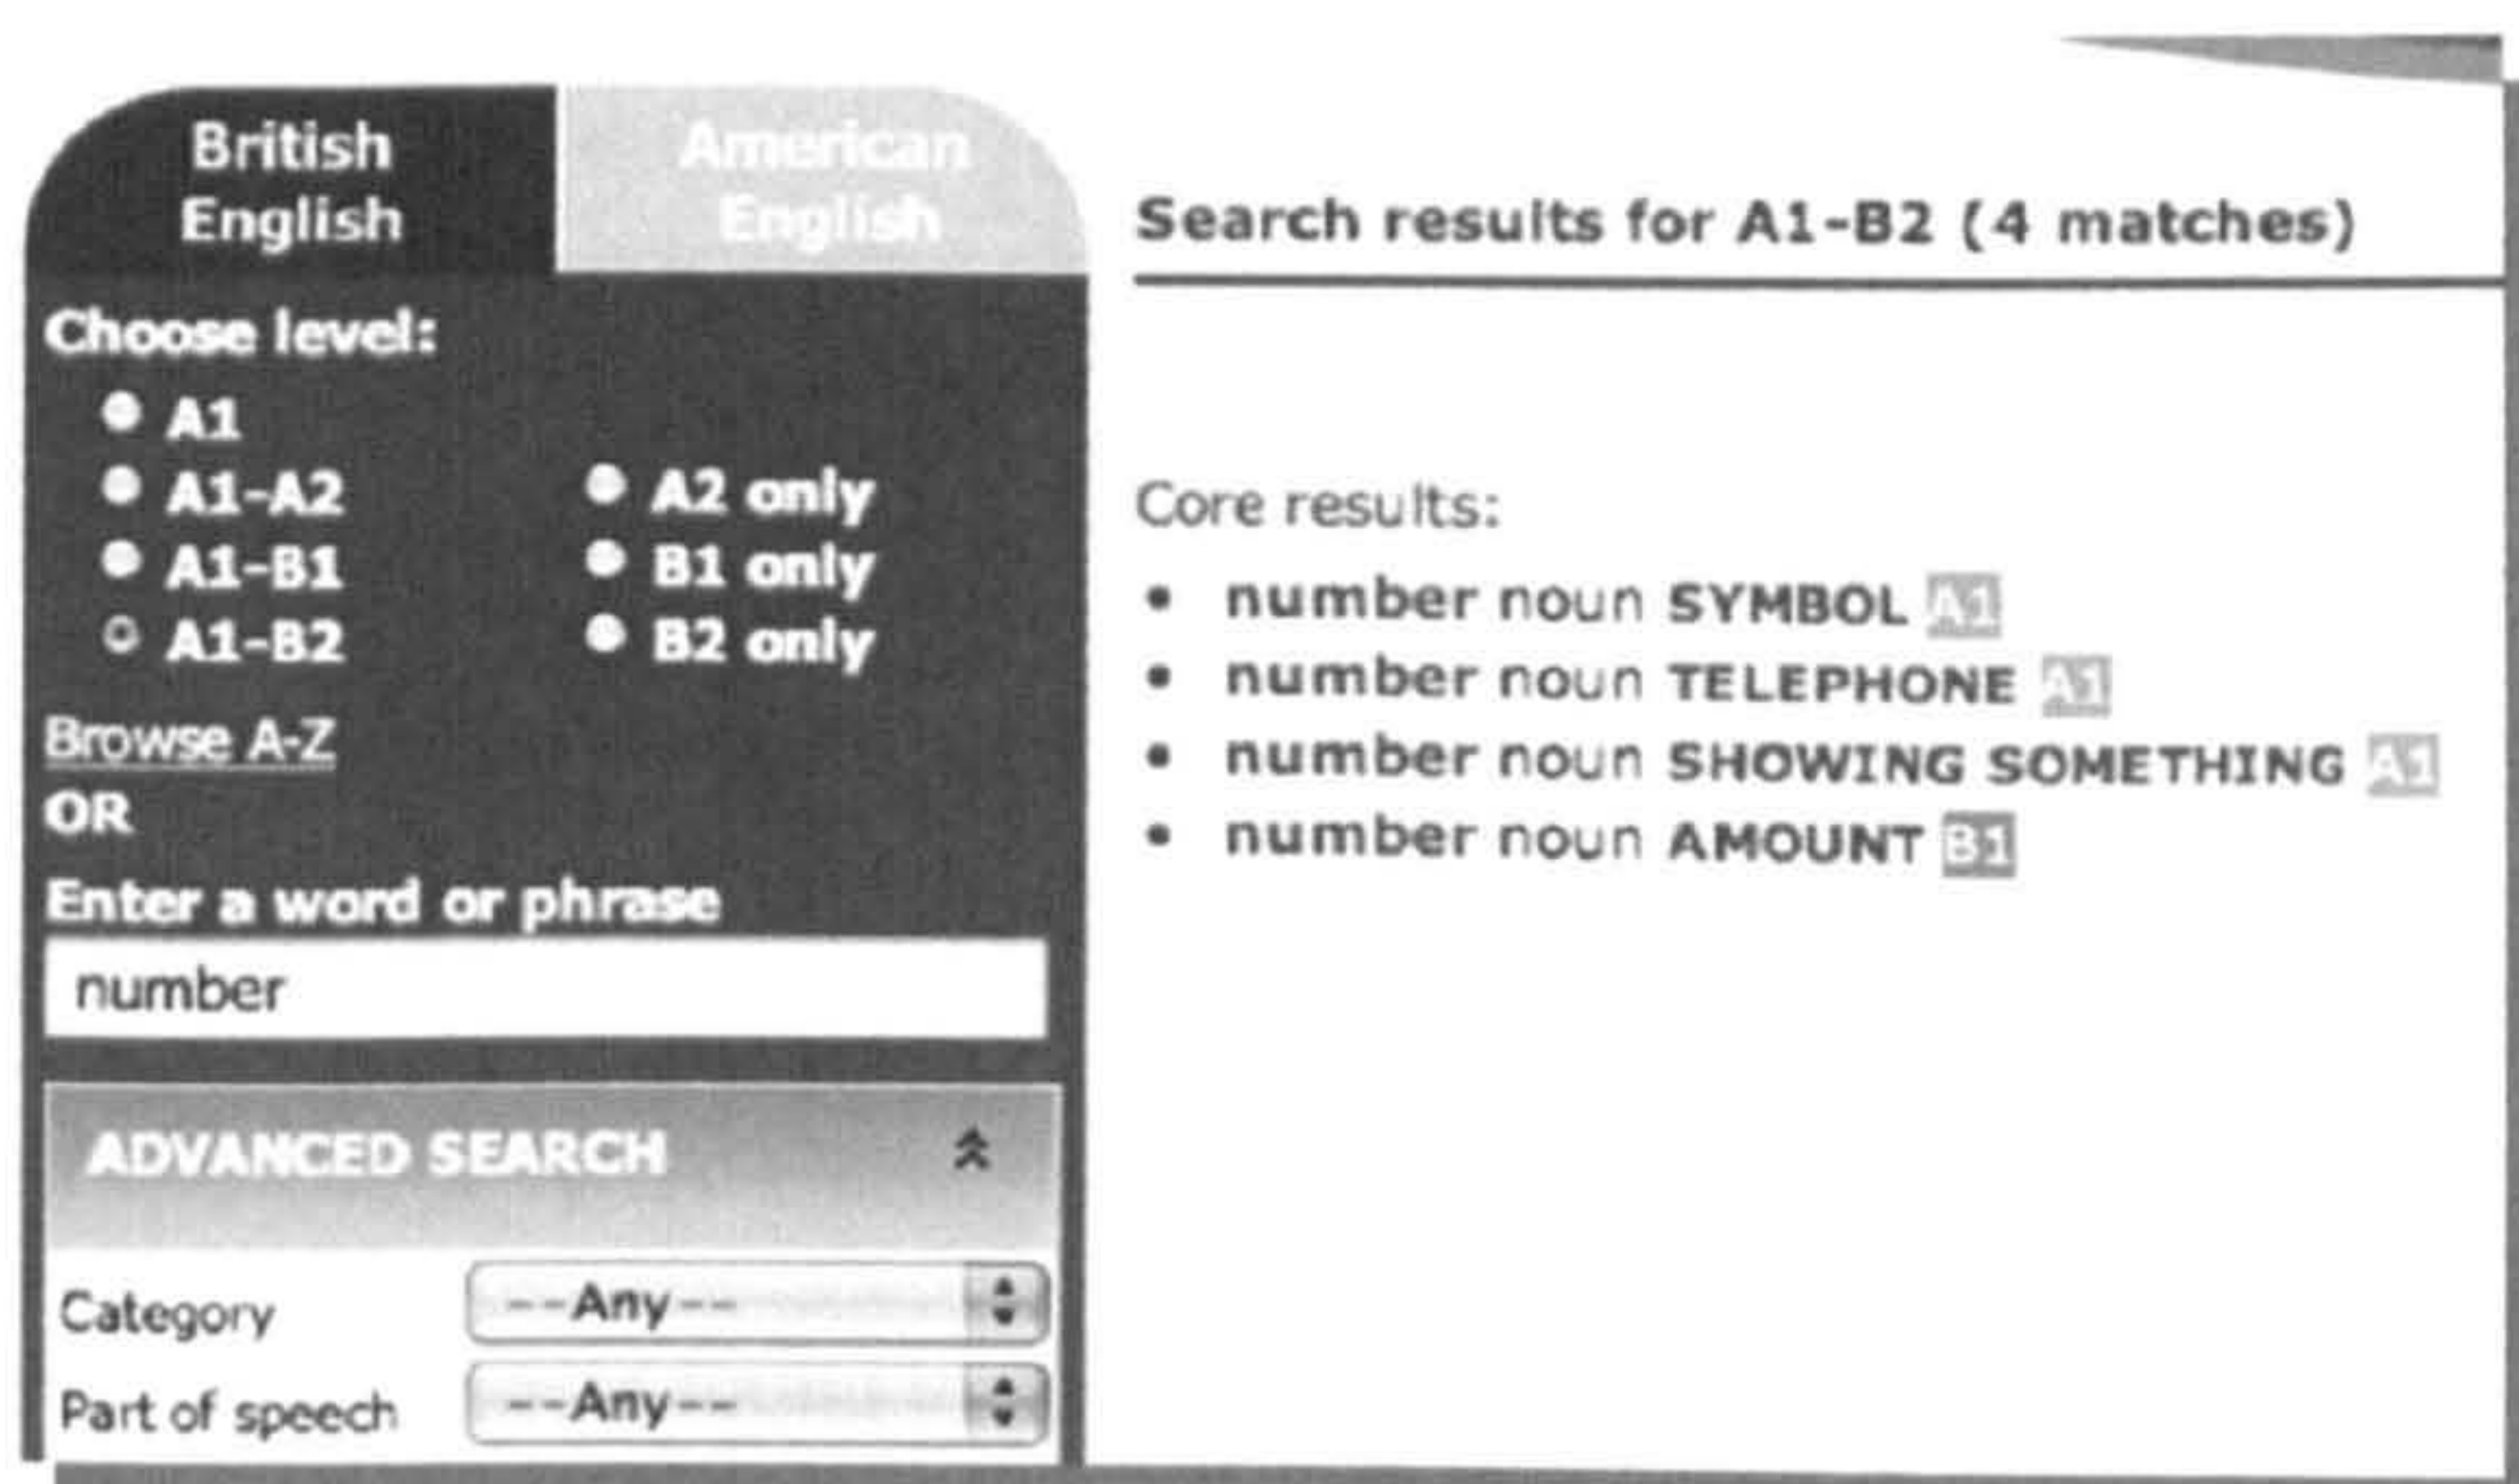 British
English
American
English
Choose level:
A1
A1-A2
A2 only
A1-B1
B1 only
A1-B2
B2 only
Browse A-Z
OR
Enter a word or phrase
number
ADVANCED SEARCH
Category
--Any--
Part of speech
--Any--
Search results for A1-B2 (4 matches)
Core results:
• number noun SYMBOL A1
• number noun TELEPHONE A1
• number noun SHOWING SOMETHING A1
• number noun AMOUNT B1